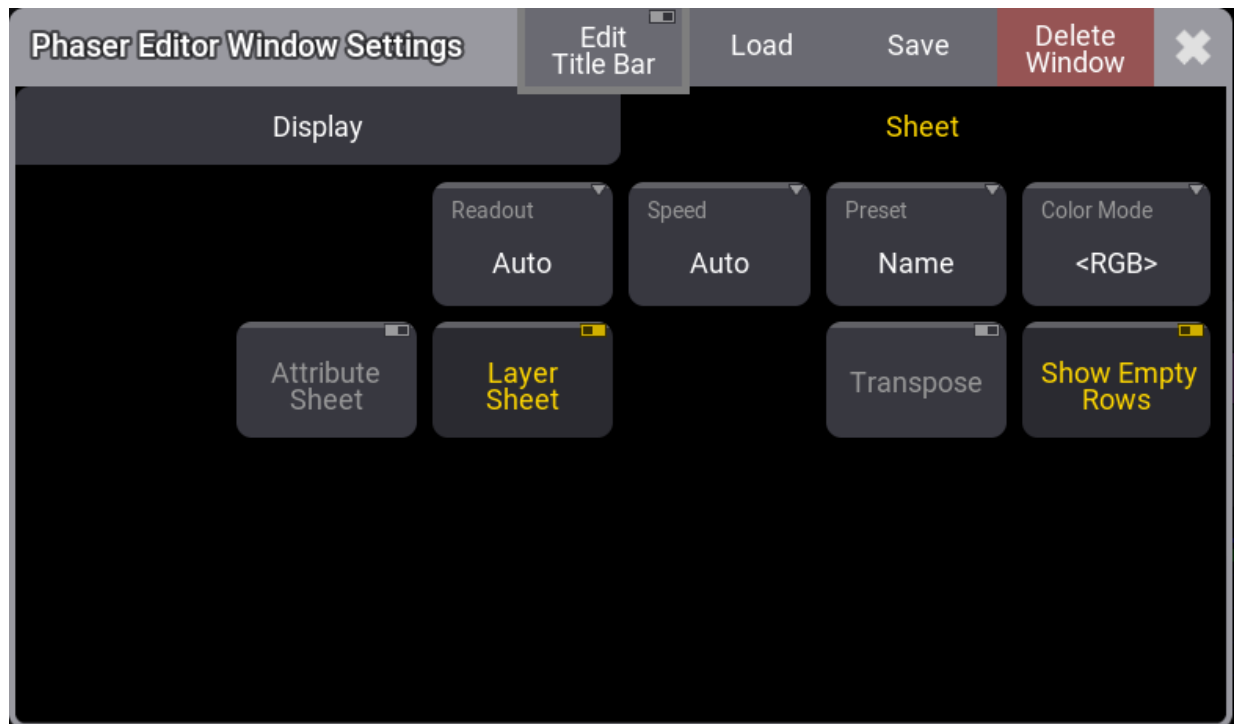 Phaser Editor Window Settings
Edit
Title Bar
Load
Save
Delete
Window
Display
Sheet
Readout
Auto
Speed
Auto
Preset
Name
Color Mode
<RGB>
Attribute
Sheet
Layer
Sheet
Transpose
Show Empty
Rows